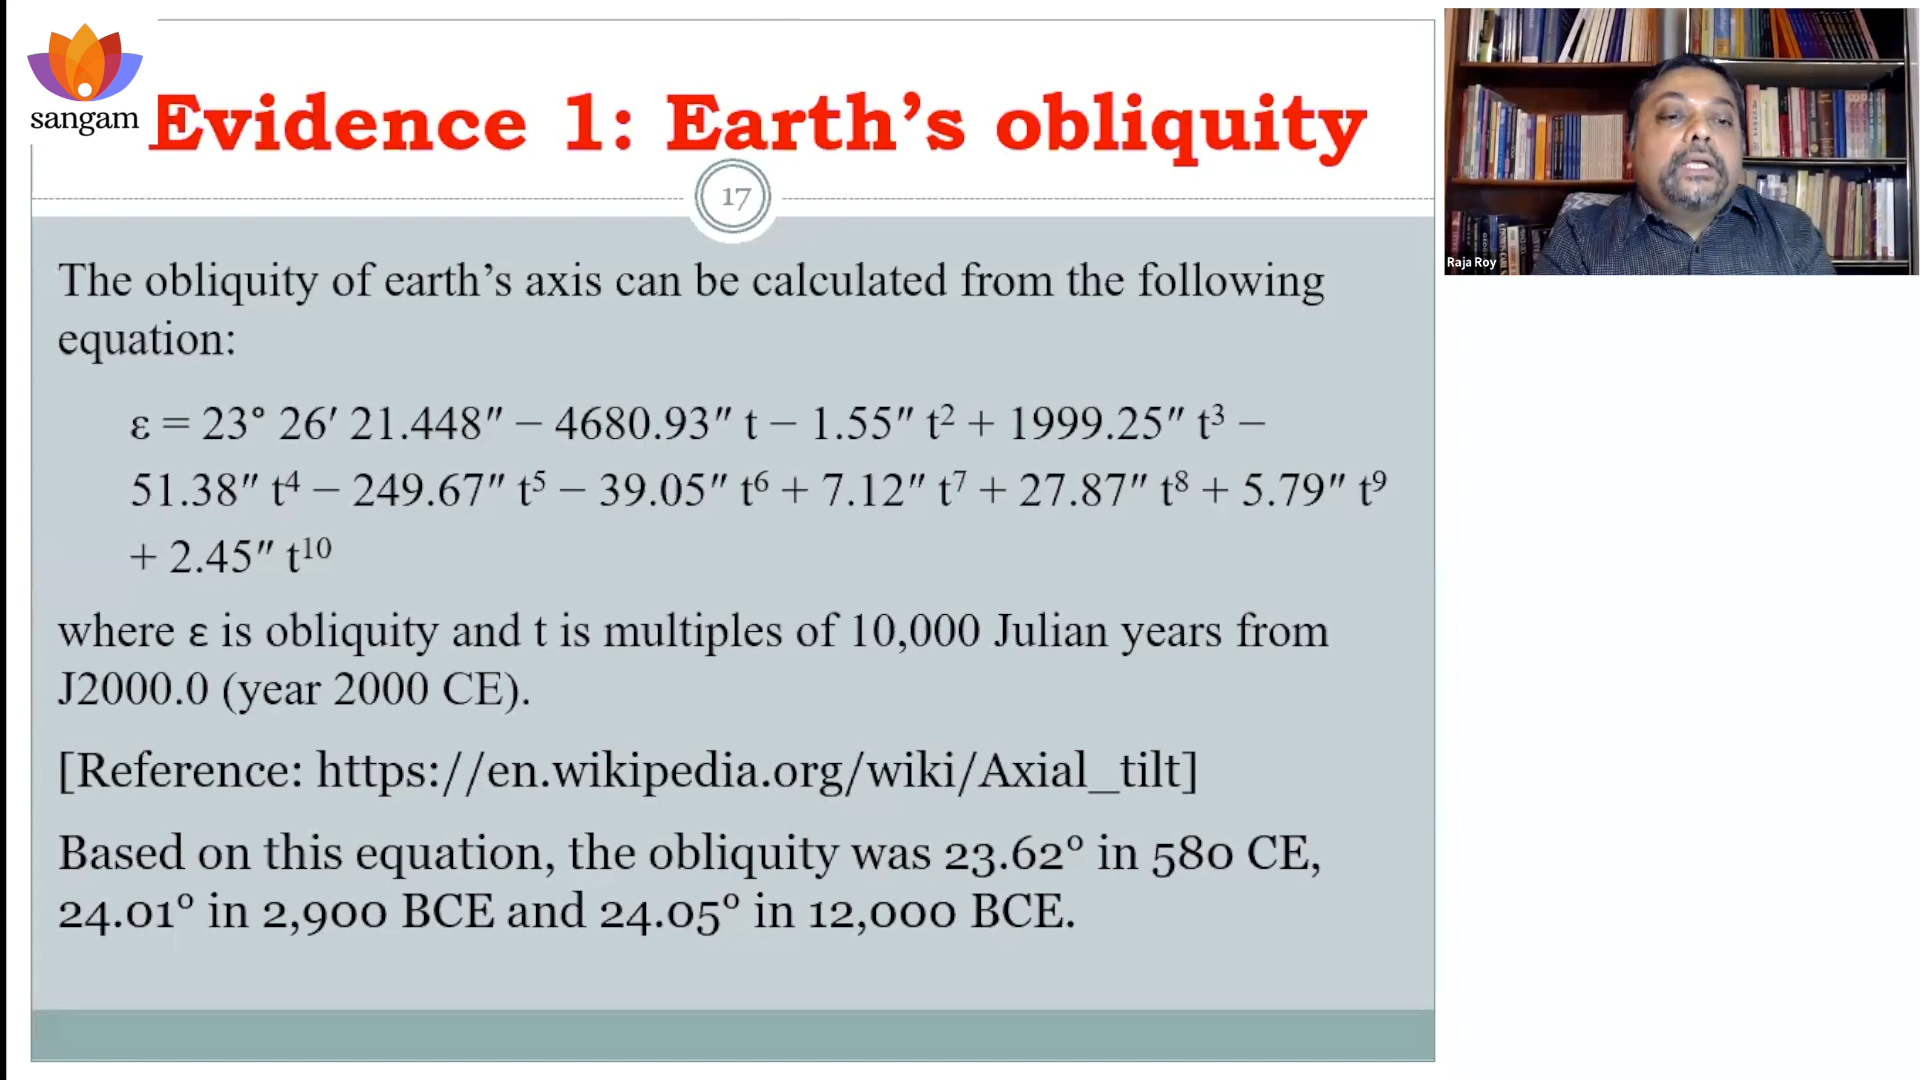 sangam
Evidence 1: Earth’s obliquity
17
The obliquity of earth’s axis can be calculated from the following
equation:
ε = 23° 26′ 21.448″ − 4680.93″ t − 1.55″ t² + 1999.25″ t³ −
51.38″ t⁴ − 249.67″ t⁵ − 39.05″ t⁶ + 7.12″ t⁷ + 27.87″ t⁸ + 5.79″ t⁹
+ 2.45″ t¹⁰
where ε is obliquity and t is multiples of 10,000 Julian years from
J2000.0 (year 2000 CE).
[Reference: https://en.wikipedia.org/wiki/Axial_tilt]
Based on this equation, the obliquity was 23.62° in 580 CE,
24.01° in 2,900 BCE and 24.05° in 12,000 BCE.
Raja Roy